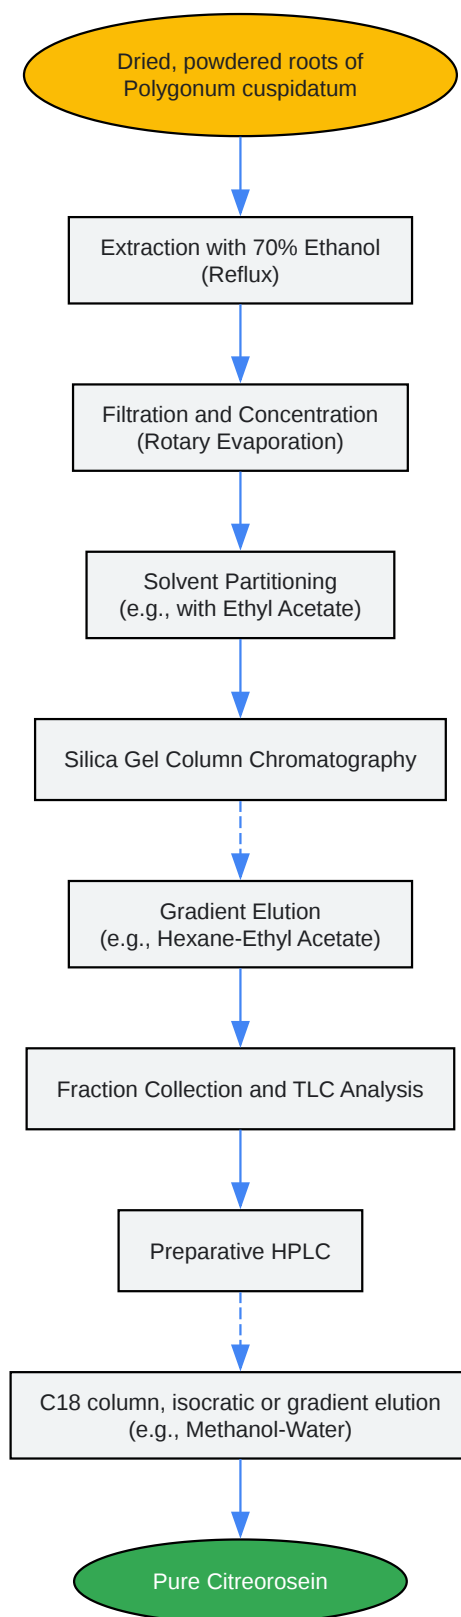 Dried, powdered roots of
Polygonum cuspidatum
Extraction with 70% Ethanol
(Reflux)
Filtration and Concentration
(Rotary Evaporation)
Solvent Partitioning
(e.g., with Ethyl Acetate)
Silica Gel Column Chromatography
Gradient Elution
(e.g., Hexane-Ethyl Acetate)
Fraction Collection and TLC Analysis
Preparative HPLC
C18 column, isocratic or gradient elution
(e.g., Methanol-Water)
Pure Citreorosein